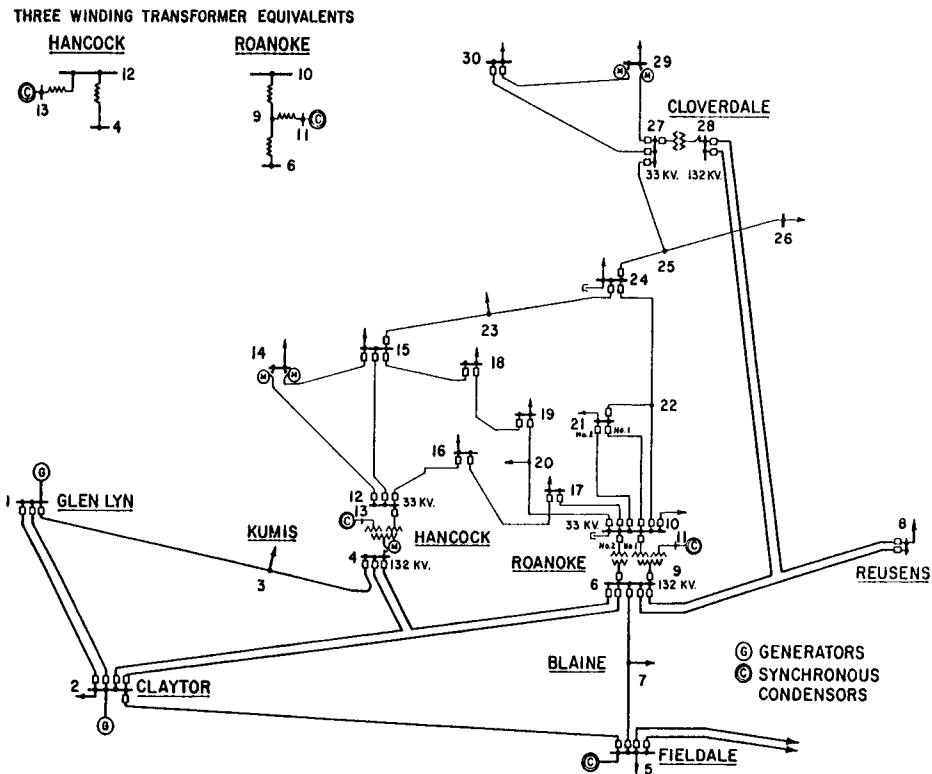 THREE WINDING TRANSFORMER EQUIVALENTS
HANCOCK
ROANOKE
12
C
13
4
10
9
C
11
6
30
M
M
29
CLOVERDALE
27
28
33 KV.
132 KV.
26
25
24
23
14
M
M
15
18
22
19
21
No.2
No.1
16
20
17
G
1
GLEN LYN
12
33 KV.
13
C
HANCOCK
M
KUMIS
4
132 KV.
3
33 KV.
10
No.2
No.1
11
C
ROANOKE
9
6
132 KV.
8
REUSENS
BLAINE
7
G GENERATORS
C SYNCHRONOUS
CONDENSORS
2
CLAYTOR
G
C
5
FIELDALE